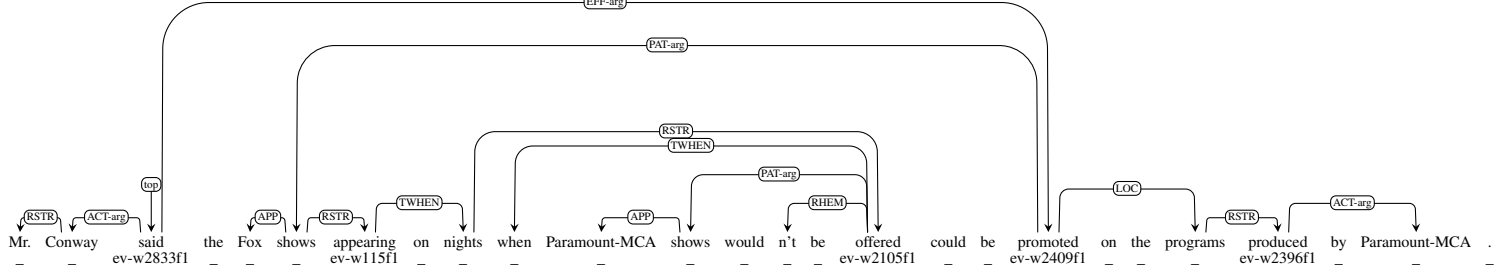 EFF-arg
PAT-arg
RSTR
TWHEN
top PAT-arg
TWHEN LOC
RSTR ACT-arg APP RSTR APP RHEM RSTR ACT-arg
Mr. Conway said the Fox shows appearing on nights when Paramount-MCA shows would n't be offered could be promoted on the programs produced by Paramount-MCA .
_ _ ev-w2833f1 _ _ _ ev-w115f1 _ _ _ _ _ _ _ _ ev-w2105f1 _ _ ev-w2409f1 _ _ _ ev-w2396f1 _ _ _